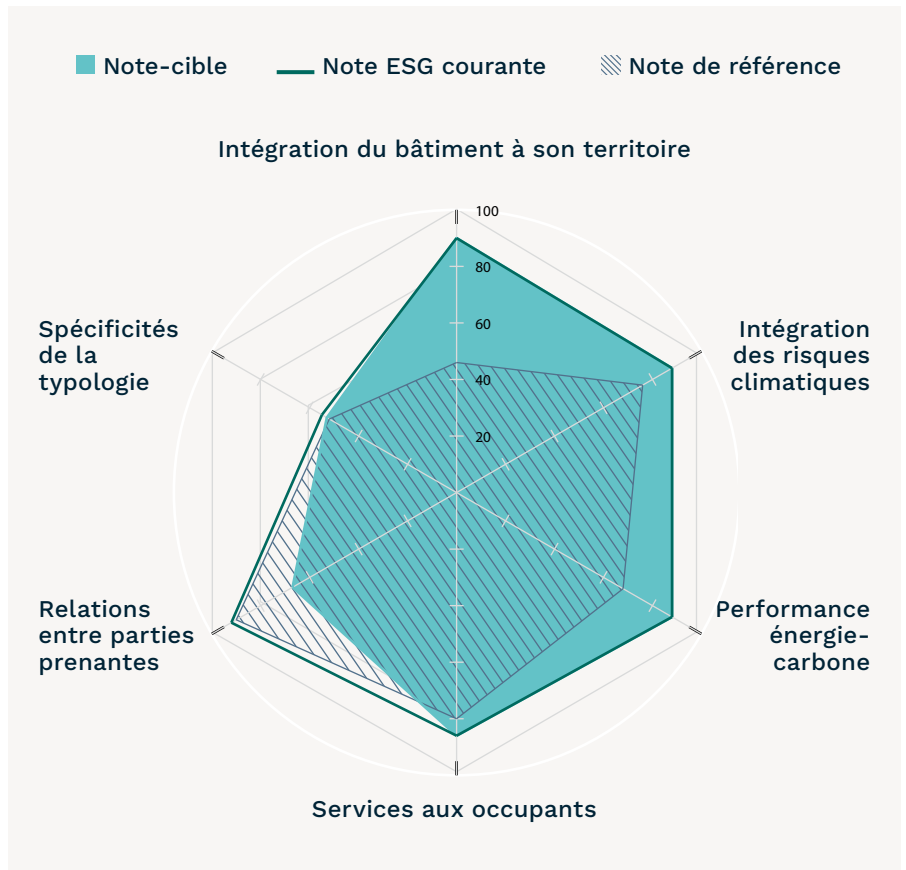 Note-cible
Note ESG courante
Note de référence
Intégration du bâtiment à son territoire
100
80
60
40
20
Spécificités
de la
typologie
Intégration
des risques
climatiques
Relations
entre parties
prenantes
Performance
énergie-
carbone
Services aux occupants